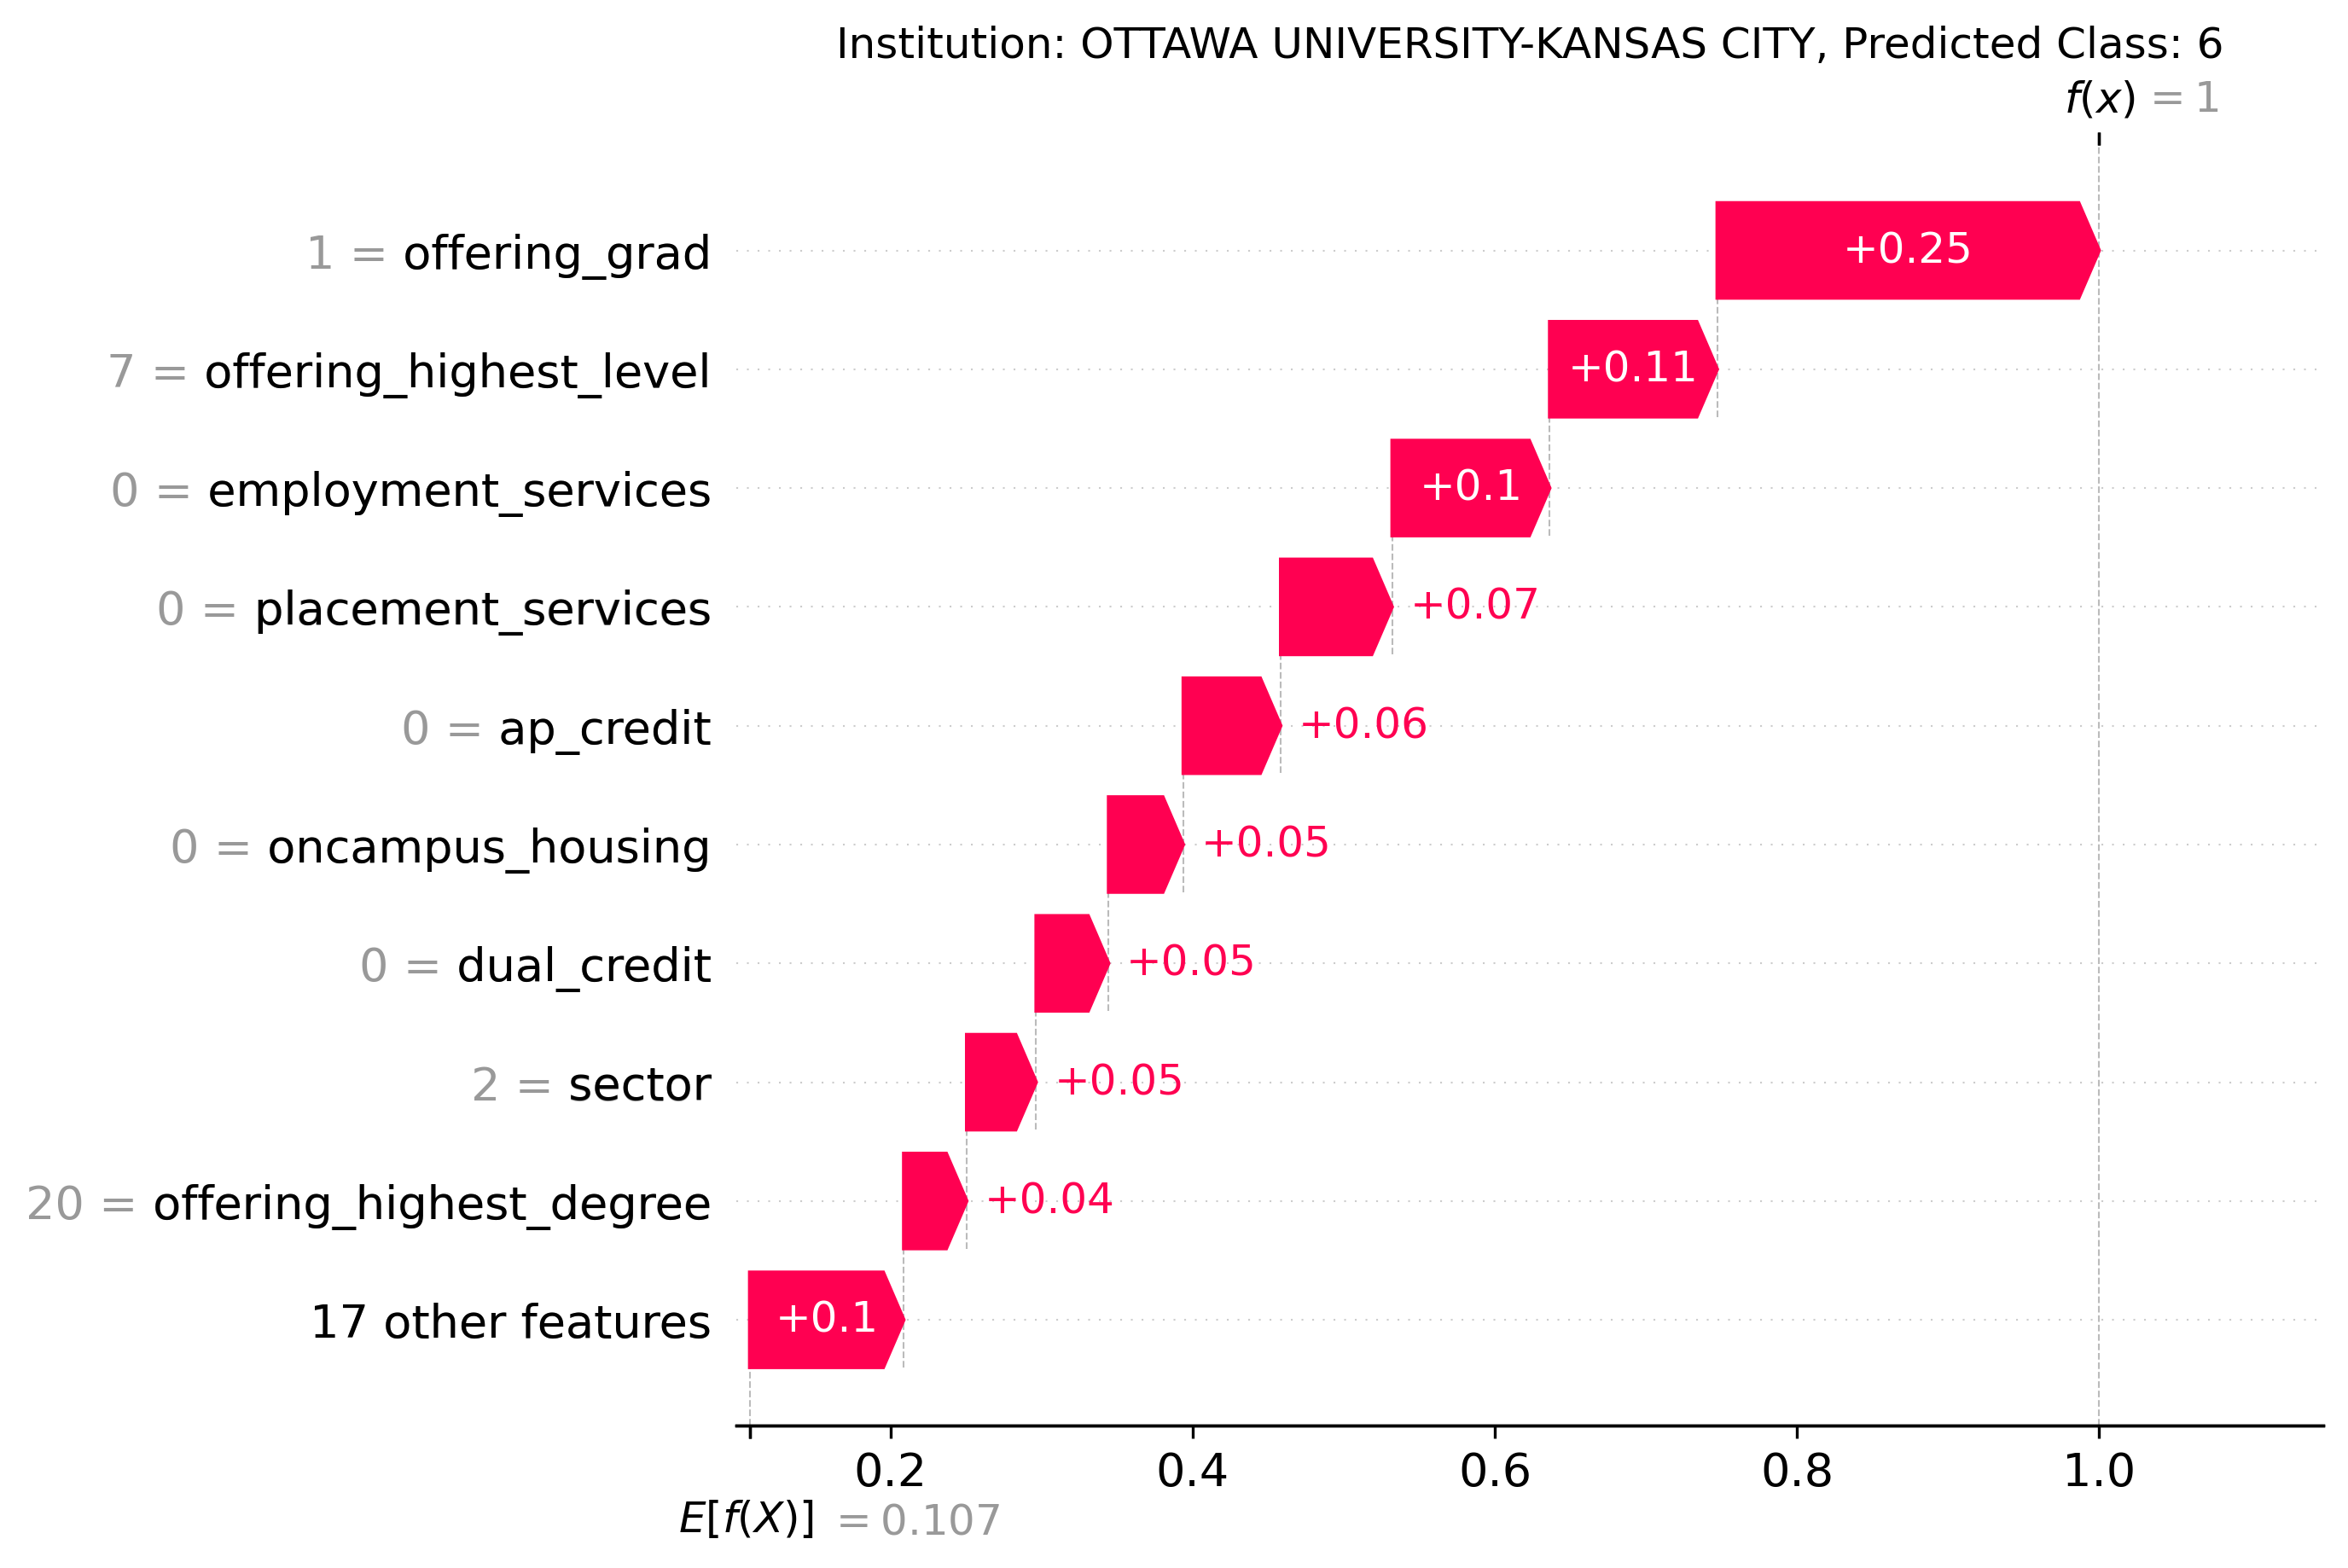 Institution: OTTAWA UNIVERSITY-KANSAS CITY, Predicted Class: 6
f(x) = 1
1 = offering_grad +0.25
7 = offering_highest_level +0.11
0 = employment_services +0.1
0 = placement_services +0.07
0 = ap_credit +0.06
0 = oncampus_housing +0.05
0 = dual_credit +0.05
2 = sector +0.05
20 = offering_highest_degree +0.04
17 other features +0.1
0.2 0.4 0.6 0.8 1.0
E[f(X)] = 0.107